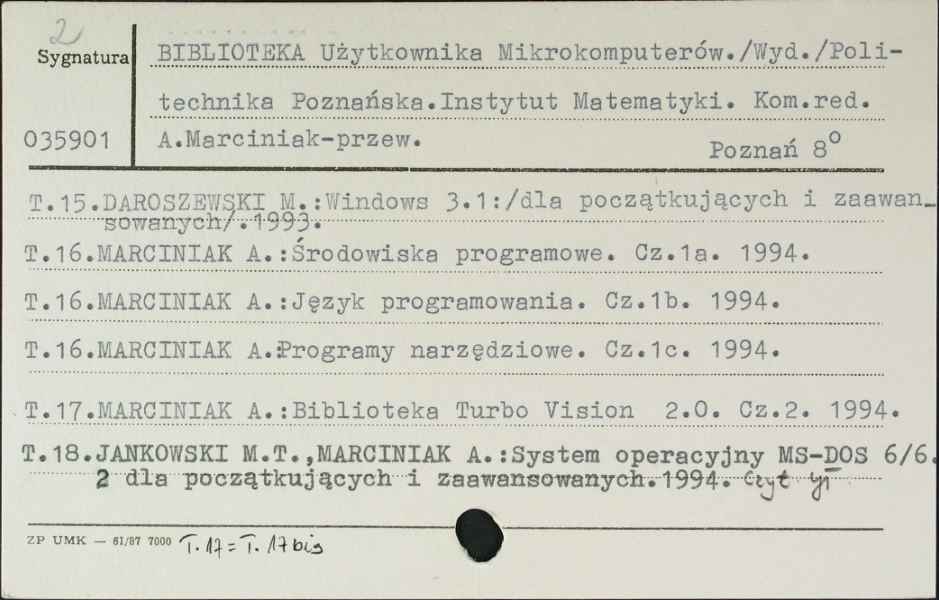 2
Sygnatura
035901
BIBLIOTEKA Użytkownika Mikrokomputerów./Wyd./Poli-
technika Poznańska.Instytut Matematyki. Kom.red.
A.Marciniak-przew.
Poznań 8°
T.15.DAROSZEWSKI M.:Windows 3.1:/dla początkujących i zaawan-
sowanych/.1993.
T.16.MARCINIAK A.:Środowiska programowe. Cz.1a. 1994.
T.16.MARCINIAK A.:Język programowania. Cz.1b. 1994.
T.16.MARCINIAK A.:Programy narzędziowe. Cz.1c. 1994.
T.17.MARCINIAK A.:Biblioteka Turbo Vision 2.0. Cz.2. 1994.
T.18.JANKOWSKI M.T.,MARCINIAK A.:System operacyjny MS-DOS 6/6.
2 dla początkujących i zaawansowanych.1994. Czyt
ZP UMK — 61/87 7000 T.17=T.17bis